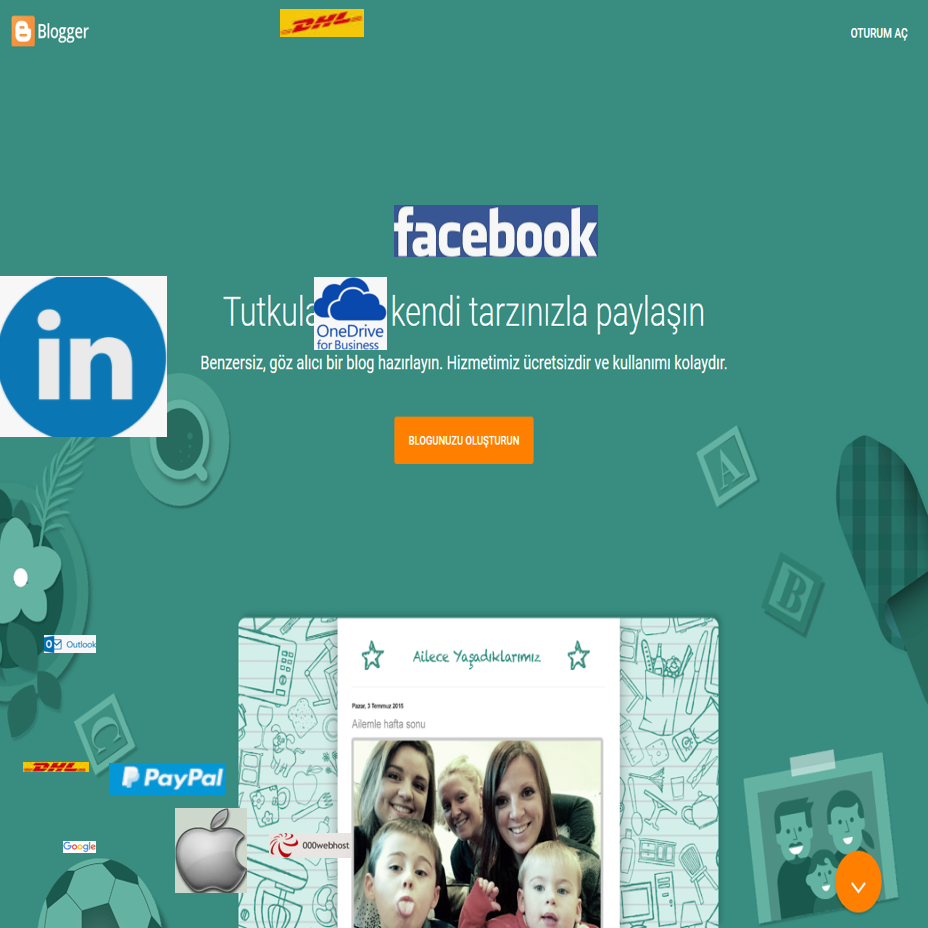 Blogger
DHL
OTURUM AÇ
facebook
in
Tutkula kendi tarzınızla paylaşın
OneDrive
for Business
Benzersiz, göz alıcı bir blog hazırlayın. Hizmetimiz ücretsizdir ve kullanımı kolaydır.
BLOGUNUZU OLUŞTURUN
A
B
Outlook
C
Ailece Yaşadıklarımız
Pazar, 3 Temmuz 2015
Ailemle hafta sonu
DHL
PayPal
Google
000webhost